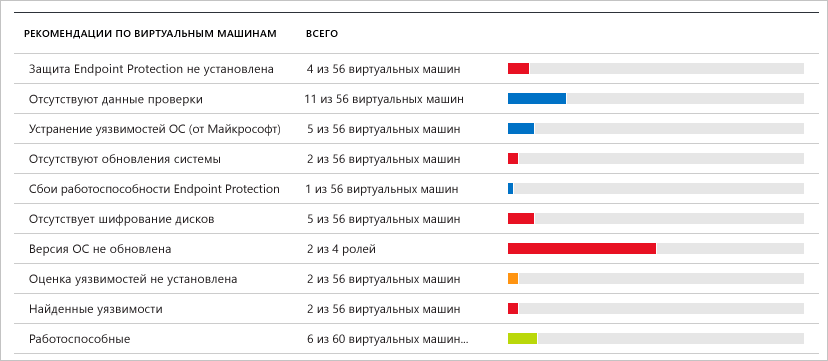 РЕКОМЕНДАЦИИ ПО ВИРТУАЛЬНЫМ МАШИНАМ ВСЕГО
Защита Endpoint Protection не установлена 4 из 56 виртуальных машин
Отсутствуют данные проверки 11 из 56 виртуальных машин
Устранение уязвимостей ОС (от Майкрософт) 5 из 56 виртуальных машин
Отсутствуют обновления системы 2 из 56 виртуальных машин
Сбои работоспособности Endpoint Protection 1 из 56 виртуальных машин
Отсутствует шифрование дисков 5 из 56 виртуальных машин
Версия ОС не обновлена 2 из 4 ролей
Оценка уязвимостей не установлена 2 из 56 виртуальных машин
Найденные уязвимости 2 из 56 виртуальных машин
Работоспособные 6 из 60 виртуальных машин...